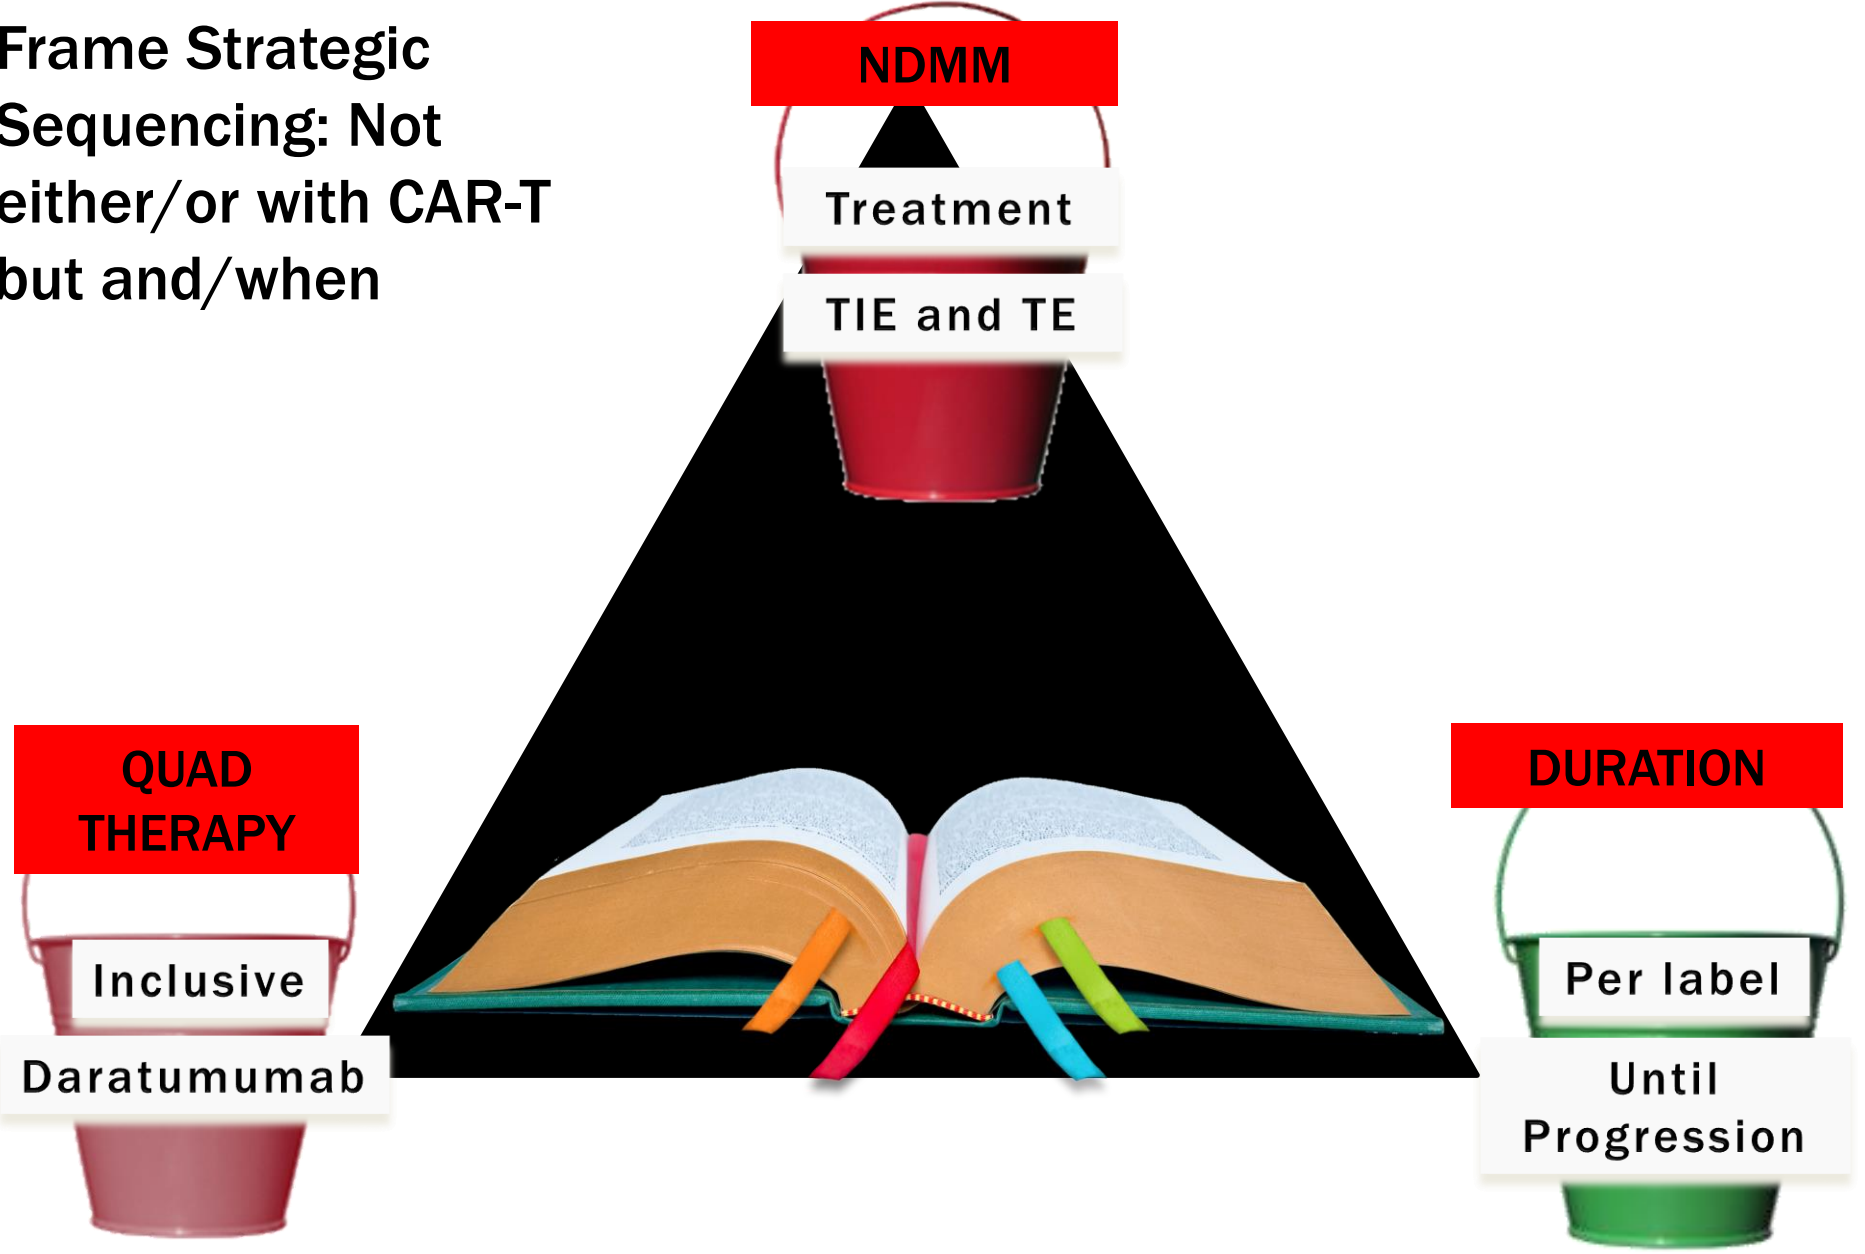 Frame Strategic
Sequencing: Not
either/or with CAR-T
but and/when
NDMM
Treatment
TIE and TE
QUAD
THERAPY
Inclusive
Daratumumab
DURATION
Per label
Until
Progression